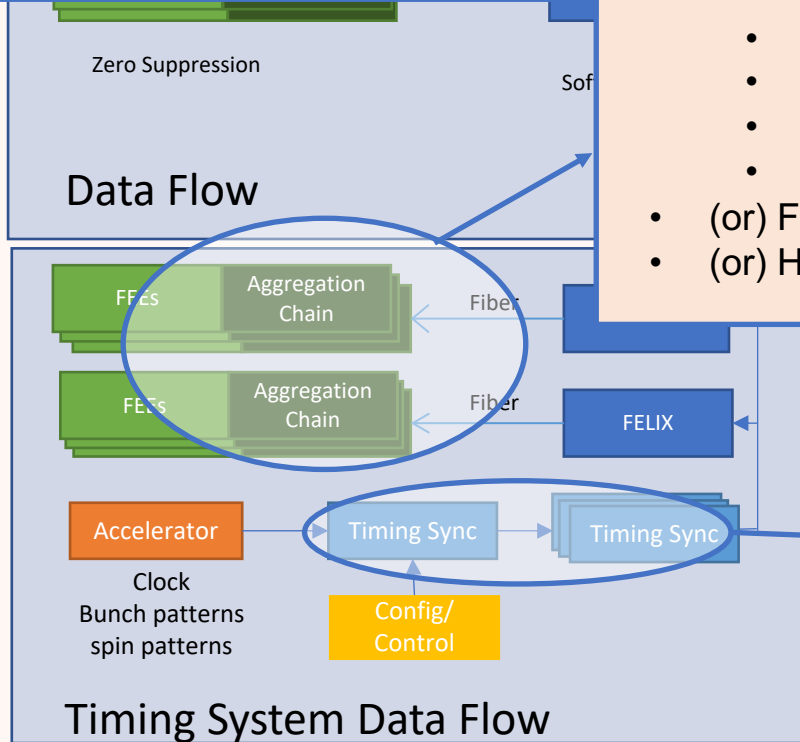 Zero Suppression
Sof
Data Flow
•
•
•
•
• (or) F
• (or) H
FEEs
Aggregation
Chain
Fiber
FEEs
Aggregation
Chain
Fiber
FELIX
Accelerator
Timing Sync
Timing Sync
Clock
Bunch patterns
spin patterns
Config/
Control
Timing System Data Flow